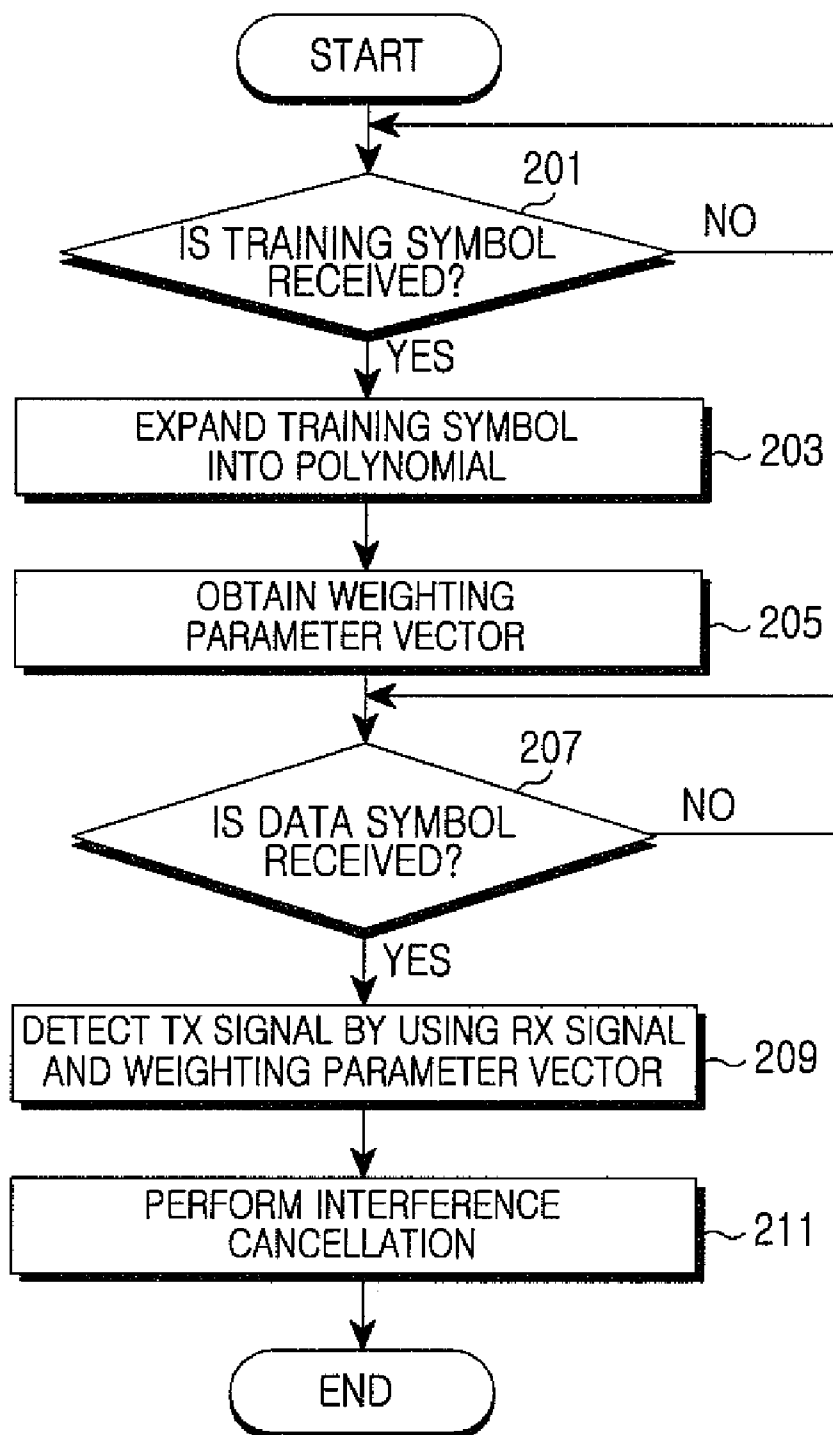 START
201
IS TRAINING SYMBOL
RECEIVED?
NO
YES
EXPAND TRAINING SYMBOL
INTO POLYNOMIAL
203
OBTAIN WEIGHTING
PARAMETER VECTOR
205
207
IS DATA SYMBOL
RECEIVED?
NO
YES
DETECT TX SIGNAL BY USING RX SIGNAL
AND WEIGHTING PARAMETER VECTOR
209
PERFORM INTERFERENCE
CANCELLATION
211
END